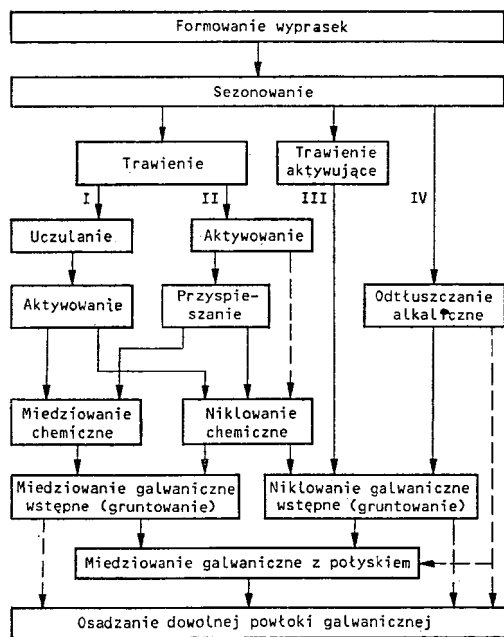 Formowanie wyprasek
Sezonowanie
Trawienie
Trawienie
aktywujące
I
II
III
IV
Uczulanie
Aktywowanie
Aktywowanie
Przyspie-
szanie
Odtłuszczanie
alkaliczne
Miedziowanie
chemiczne
Niklowanie
chemiczne
Miedziowanie galwaniczne
wstępne (gruntowanie)
Niklowanie galwaniczne
wstępne (gruntowanie)
Miedziowanie galwaniczne z połyskiem
Osadzanie dowolnej powłoki galwanicznej